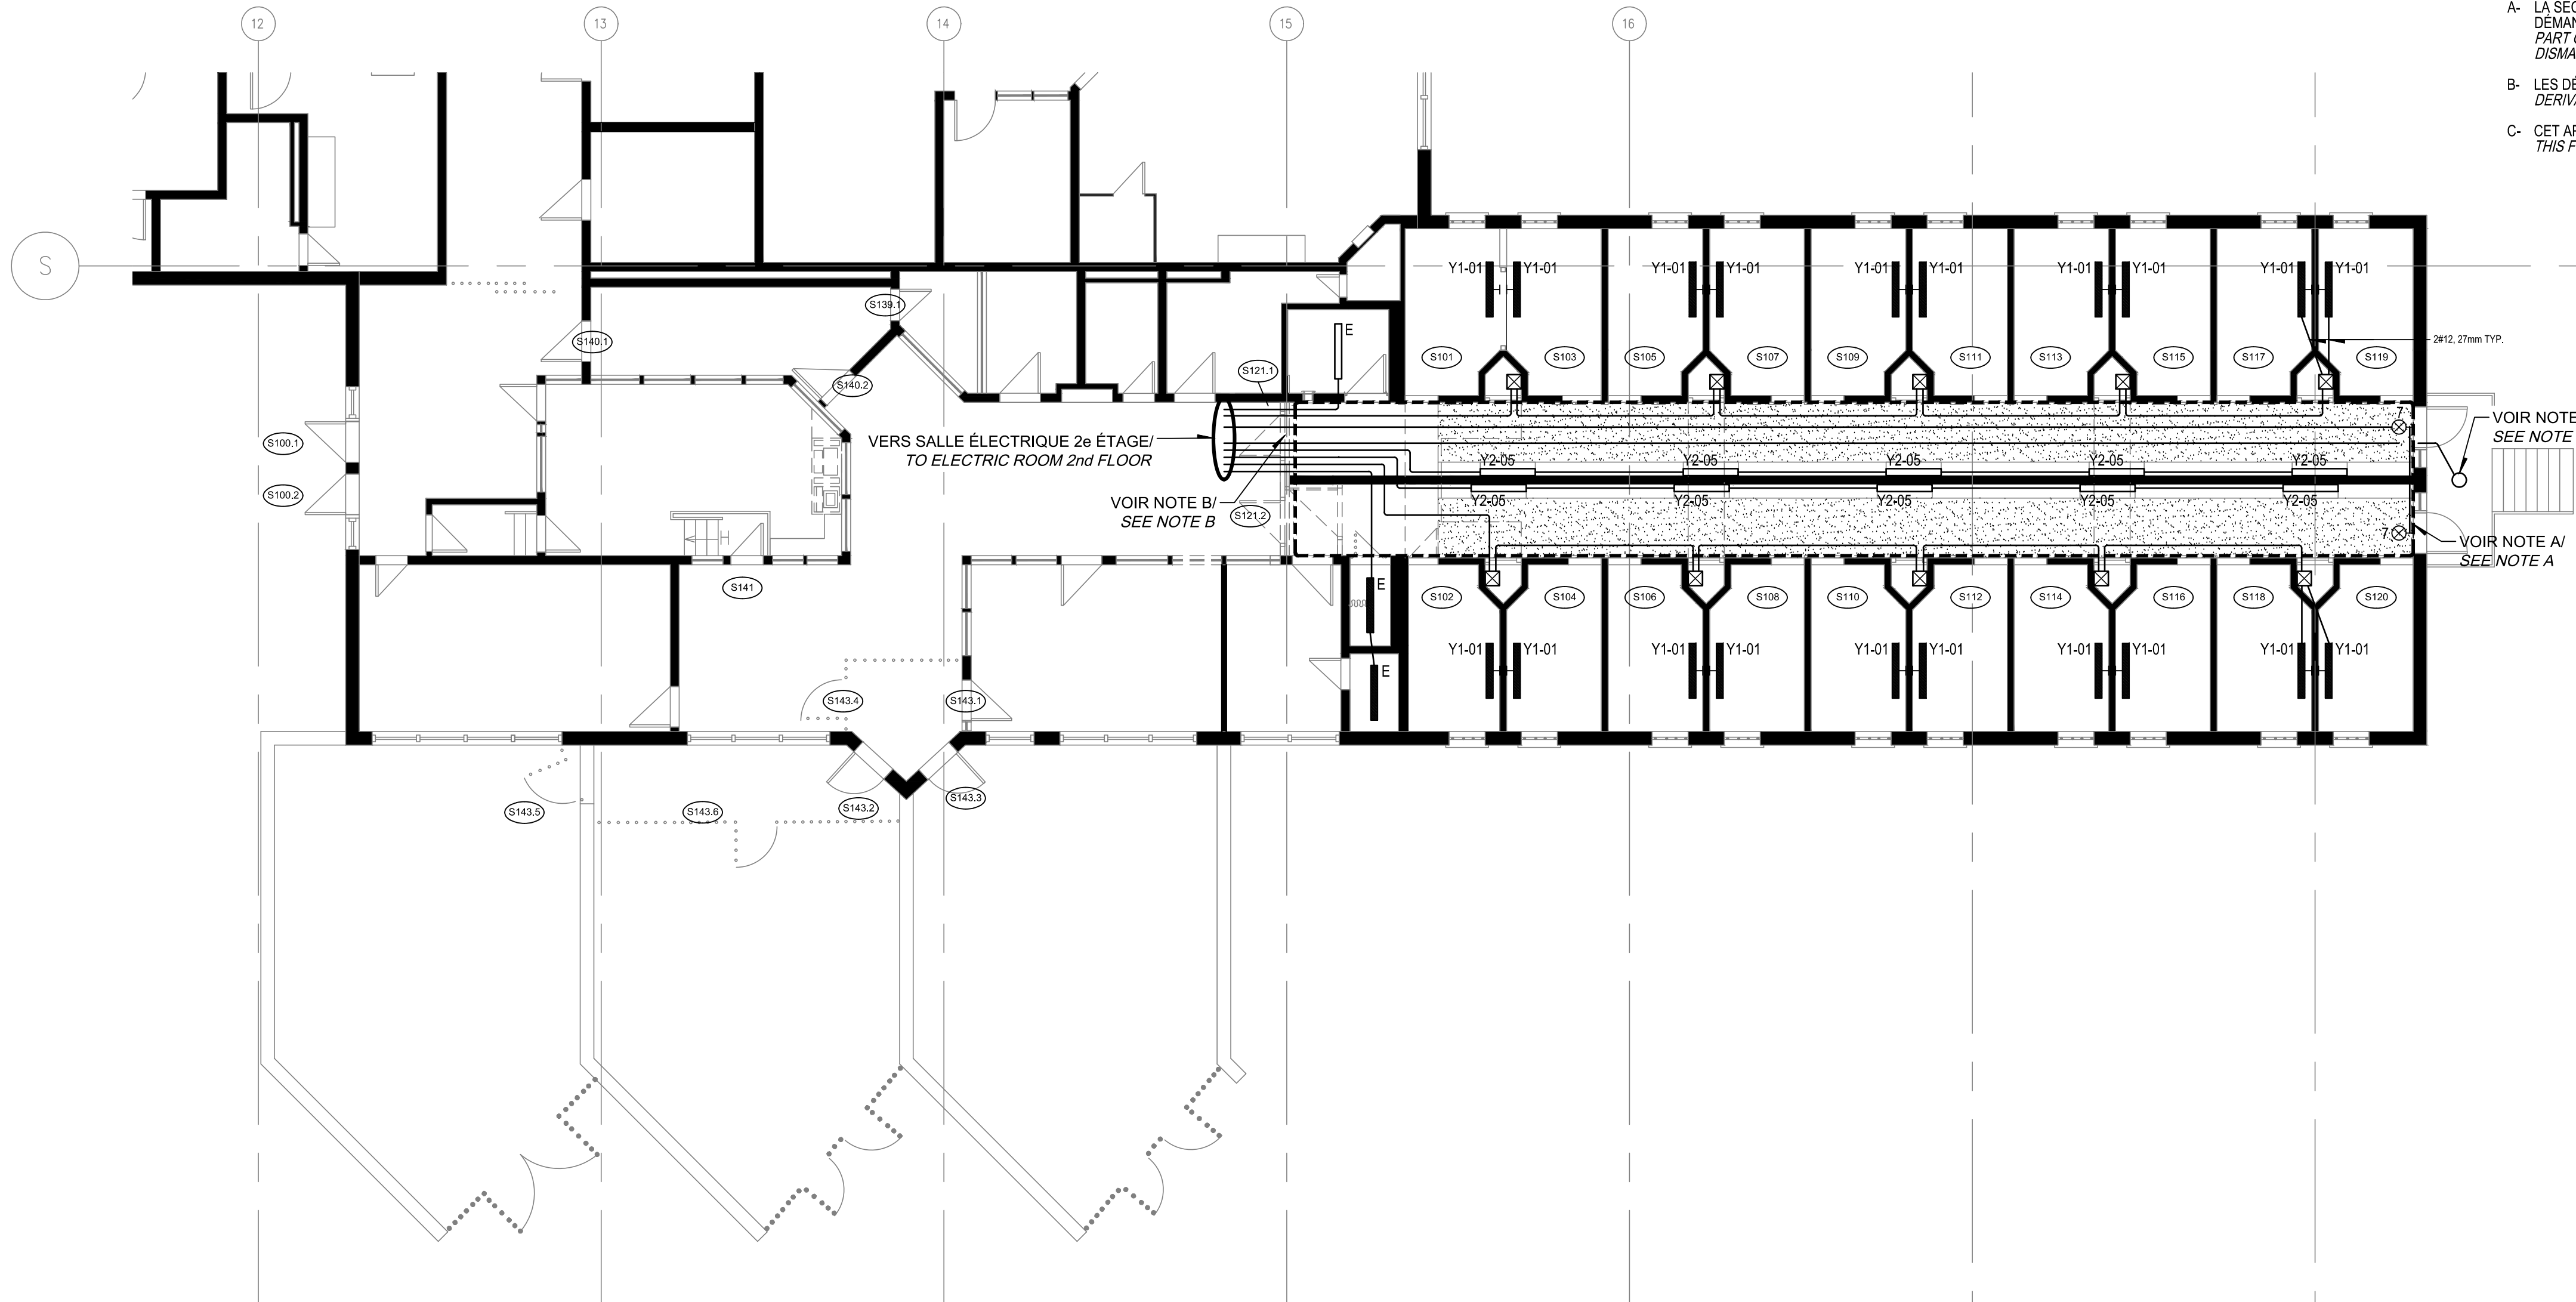 12
13
14
15
16
A- LA
PART
B- LES
C- CET
THIS
S
Y1-01 Y1-01 Y1-01 Y1-01 Y1-01 Y1-01 Y1-01 Y1-01 Y1-01 Y1-01
S139.1
E
S140.1
S101 S103 S105 S107 S109 S111 S113 S115 S117 S119
2#12, 27mm TYP.
S140.2
S121.1
7
VOIR NOTE
SEE NOTE
S100.1
VERS SALLE ÉLECTRIQUE 2e ÉTAGE/
TO ELECTRIC ROOM 2nd FLOOR
Y2-05 Y2-05 Y2-05 Y2-05 Y2-05
S100.2
VOIR NOTE B/
SEE NOTE B
S121.2
Y2-05 Y2-05 Y2-05 Y2-05 Y2-05
7
VOIR NOTE A/
SEE NOTE A
H
S141
E
S102 S104 S106 S108 S110 S112 S114 S116 S118 S120
Y1-01 Y1-01 Y1-01 Y1-01 Y1-01 Y1-01 Y1-01 Y1-01 Y1-01 Y1-01
E
S143.4
S143.1
S143.5
S143.6
S143.2
S143.3